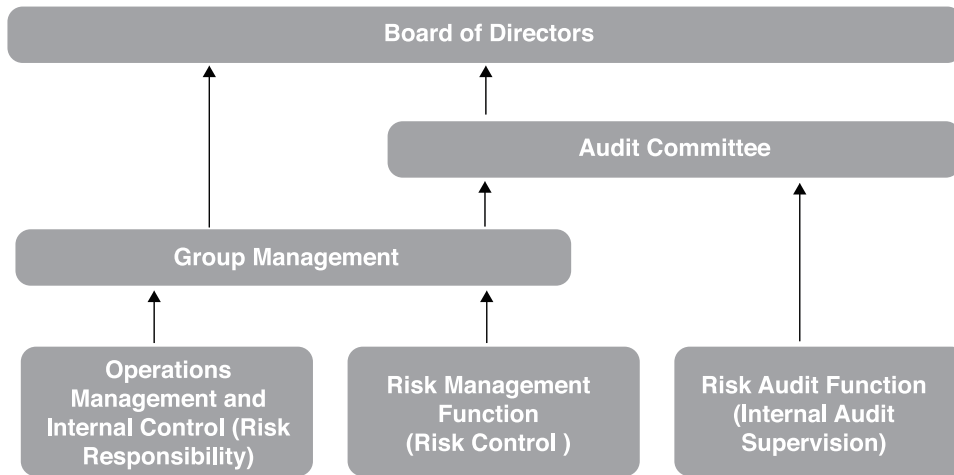 Board of Directors
Audit Committee
Group Management
Operations
Management and
Internal Control (Risk
Responsibility)
Risk Management
Function
(Risk Control )
Risk Audit Function
(Internal Audit
Supervision)